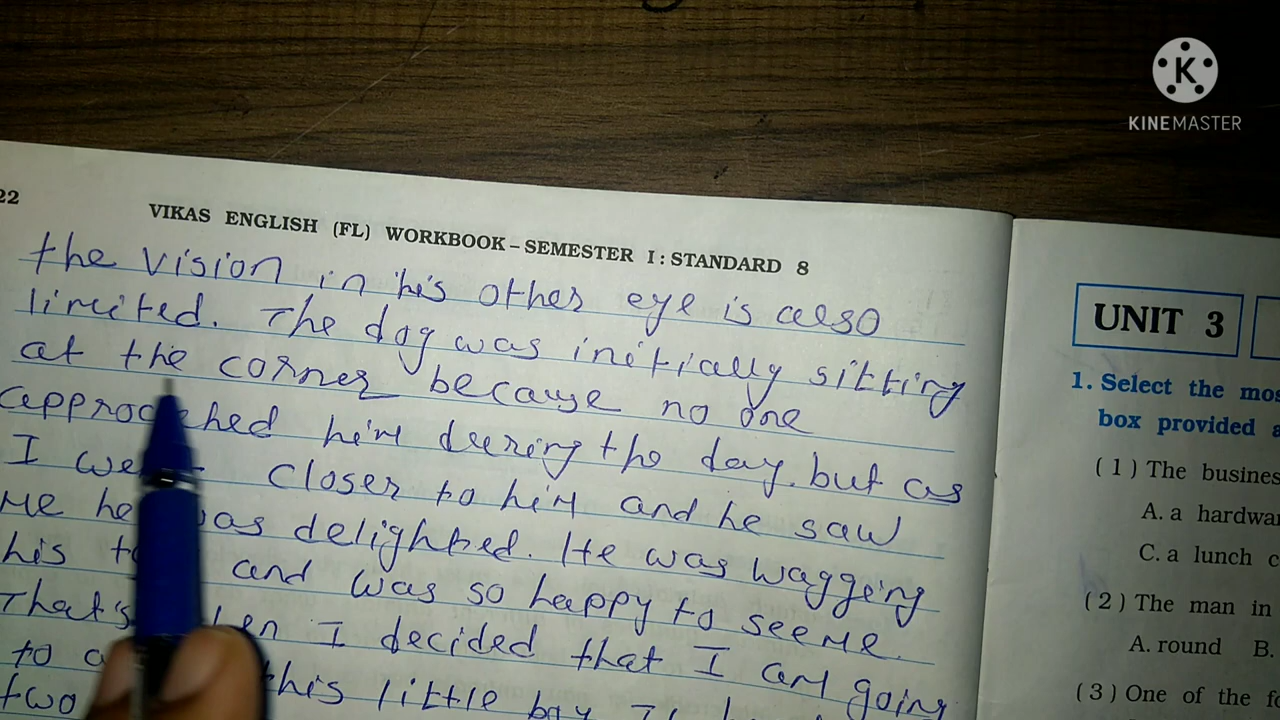 KINEMASTER
22
VIKAS ENGLISH (FL) WORKBOOK – SEMESTER I : STANDARD 8
the vision in his other eye is also
limited. The dog was initially sitting
at the corner because no one
approached him during the day. but as
I went closer to him and he saw
me he was delighted. He was wagging
his and was so happy to see me.
That's when I decided that I am going
to this little boy
two
UNIT 3
1. Select the
box provided
(1) The
A. a
C. a lunch
(2) The man in
A. round B.
(3) One of the